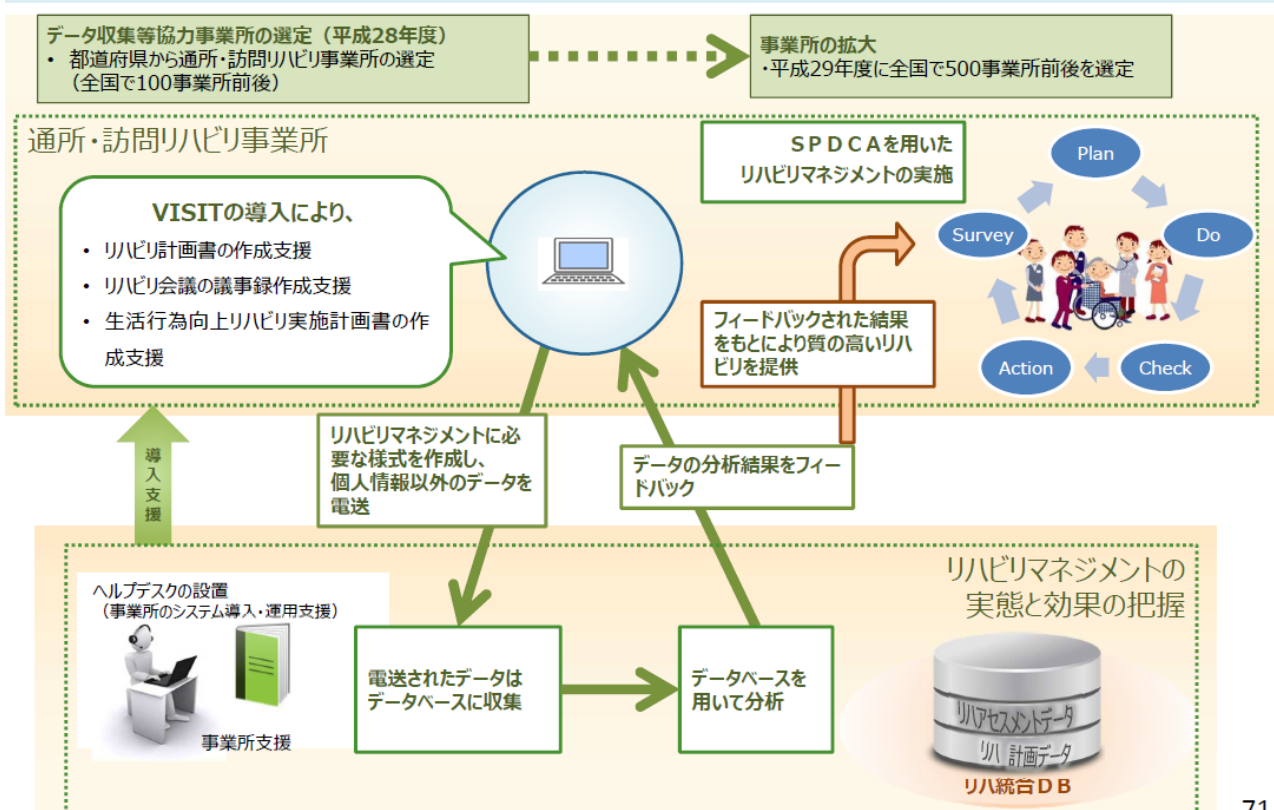 データ収集等協力事業所の選定（平成28年度）
• 都道府県から通所・訪問リハビリ事業所の選定
（全国で100事業所前後）
事業所の拡大
・平成29年度に全国で500事業所前後を選定
通所・訪問リハビリ事業所
VISITの導入により、
• リハビリ計画書の作成支援
• リハビリ会議の議事録作成支援
• 生活行為向上リハビリ実施計画書の作
成支援
ＳＰＤＣＡを用いた
リハビリマネジメントの実施
Plan
Survey
Do
Action
Check
フィードバックされた結果
をもとにより質の高いリハ
ビリを提供
導入支援
リハビリマネジメントに必
要な様式を作成し、
個人情報以外のデータを
電送
データの分析結果をフィー
ドバック
ヘルプデスクの設置
（事業所のシステム導入・運用支援）
事業所支援
電送されたデータは
データベースに収集
データベースを
用いて分析
リハビリマネジメントの
実態と効果の把握
リハアセスメントデータ
リハ 計画データ
リハ統合ＤＢ
71